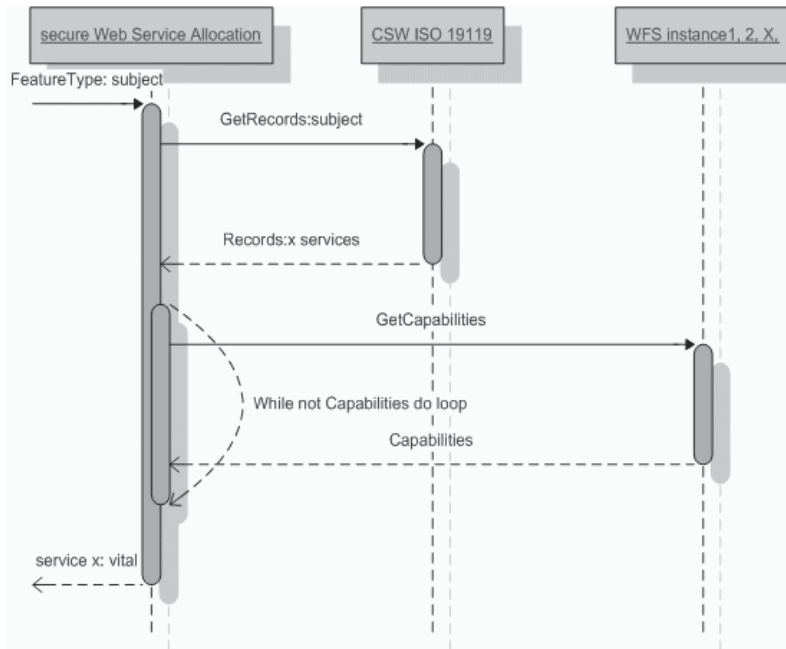 secure Web Service Allocation
CSW ISO 19119
WFS instance1, 2, X,
FeatureType: subject
GetRecords:subject
Records:x services
GetCapabilities
While not Capabilities do loop
Capabilities
service x: vital